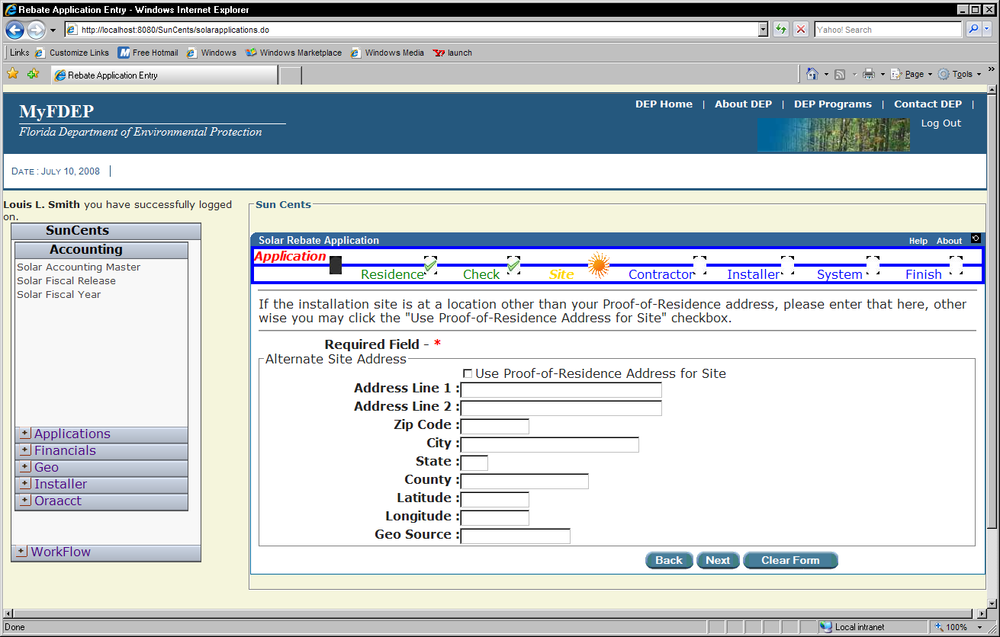 Rebate Application Entry - Windows Internet Explorer
http://localhost:8080/SunCents/solarapplications.do
Yahoo! Search
Links Customize Links Free Hotmail Windows Windows Marketplace Windows Media launch
Rebate Application Entry
Page Tools »
MyFDEP
Florida Department of Environmental Protection
DEP Home | About DEP | DEP Programs | Contact DEP |
Log Out
DATE : JULY 10, 2008
Louis L. Smith you have successfully logged
on.
SunCents
Accounting
Solar Accounting Master
Solar Fiscal Release
Solar Fiscal Year
+ Applications
+ Financials
+ Geo
+ Installer
+ Oraacct
+ WorkFlow
Sun Cents
Solar Rebate Application
Help About
Application
Residence Check Site Contractor Installer System Finish
If the installation site is at a location other than your Proof-of-Residence address, please enter that here, other
wise you may click the "Use Proof-of-Residence Address for Site" checkbox.
Required Field - *
Alternate Site Address
Use Proof-of-Residence Address for Site
Address Line 1 :
Address Line 2 :
Zip Code :
City :
State :
County :
Latitude :
Longitude :
Geo Source :
Back Next Clear Form
Done
Local intranet
100%